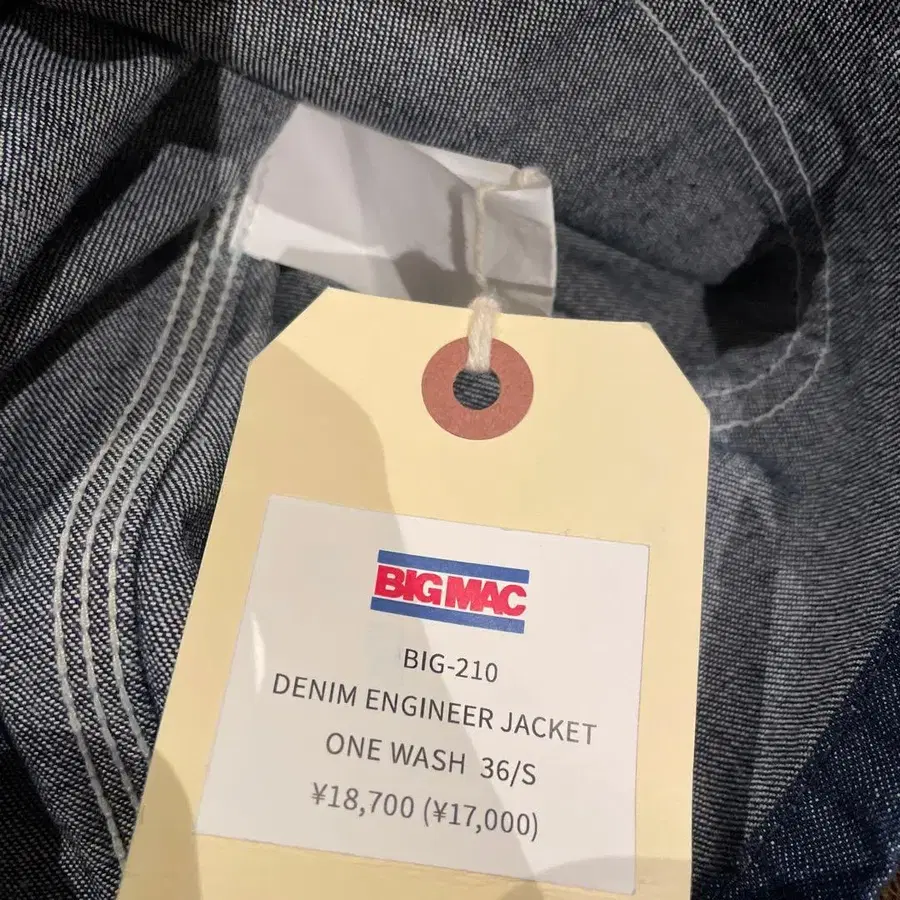 BIG MAC
BIG-210
DENIM ENGINEER JACKET
ONE WASH 36/S
¥18,700 (¥17,000)